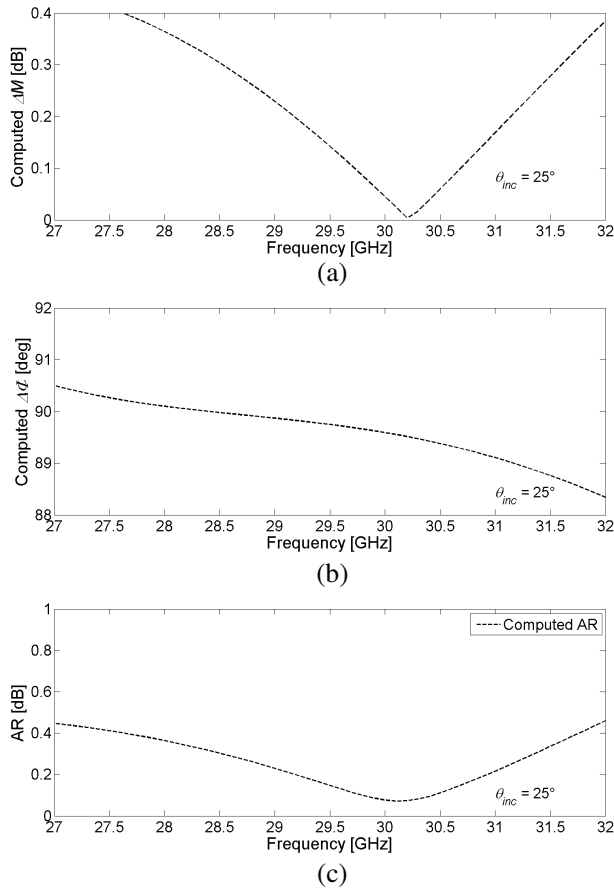 0.4
0.3
0.2
0.1
0
Computed ΔM [dB]
θinc = 25°
27 27.5 28 28.5 29 29.5 30 30.5 31 31.5 32
Frequency [GHz]
(a)
92
91
90
89
88
Computed Δ [deg]
θinc = 25°
27 27.5 28 28.5 29 29.5 30 30.5 31 31.5 32
Frequency [GHz]
(b)
1
0.8
0.6
0.4
0.2
0
AR [dB]
Computed AR
θinc = 25°
27 27.5 28 28.5 29 29.5 30 30.5 31 31.5 32
Frequency [GHz]
(c)